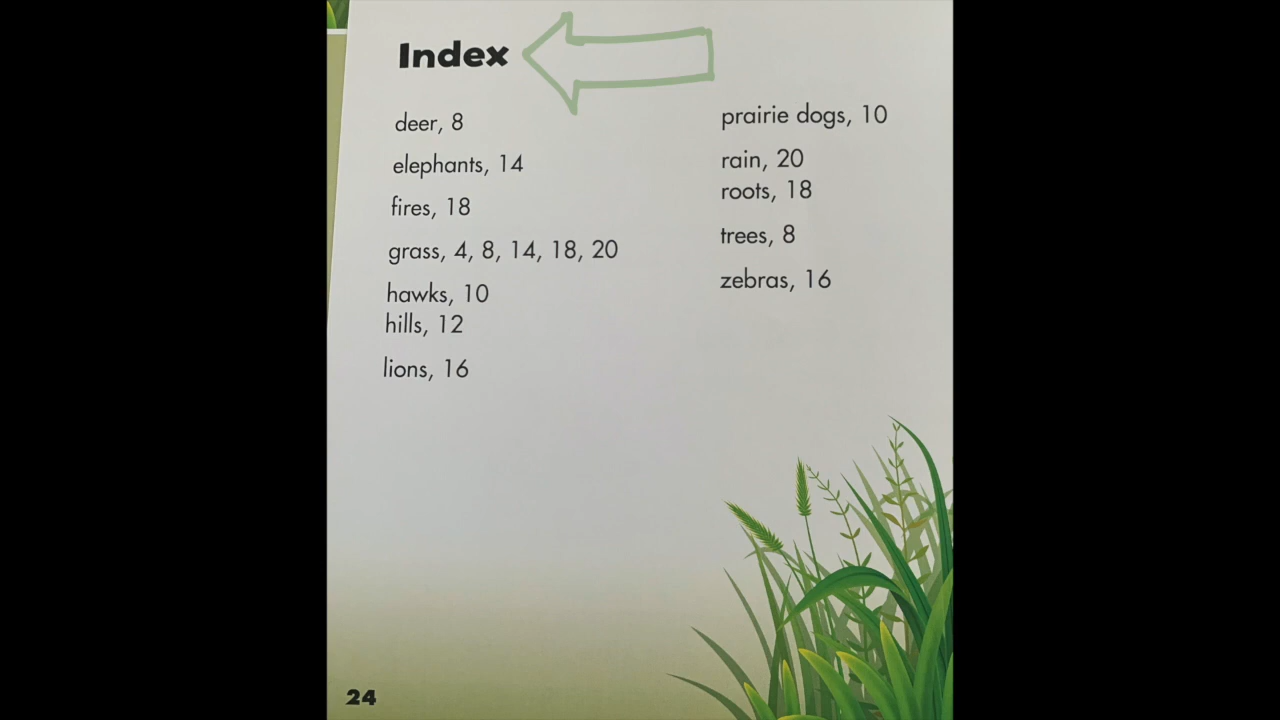 Index
deer, 8
elephants, 14
fires, 18
grass, 4, 8, 14, 18, 20
hawks, 10
hills, 12
lions, 16
prairie dogs, 10
rain, 20
roots, 18
trees, 8
zebras, 16
24